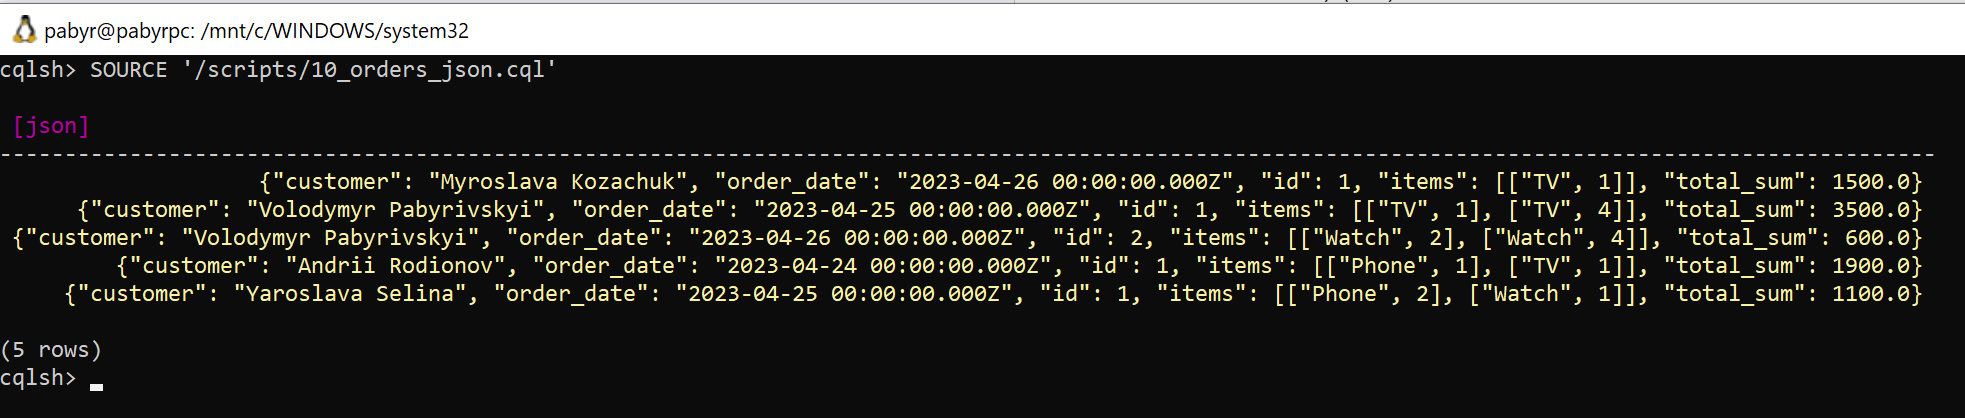 pabyr@pabyrpc: /mnt/c/WINDOWS/system32
cqlsh> SOURCE '/scripts/10_orders_json.cql'
[json]
--------------------------------------------------------------------------------------------------------------------------------------------------------
{"customer": "Myroslava Kozachuk", "order_date": "2023-04-26 00:00:00.000Z", "id": 1, "items": [["TV", 1]], "total_sum": 1500.0}
{"customer": "Volodymyr Pabyrivskyi", "order_date": "2023-04-25 00:00:00.000Z", "id": 1, "items": [["TV", 1], ["TV", 4]], "total_sum": 3500.0}
{"customer": "Volodymyr Pabyrivskyi", "order_date": "2023-04-26 00:00:00.000Z", "id": 2, "items": [["Watch", 2], ["Watch", 4]], "total_sum": 600.0}
{"customer": "Andrii Rodionov", "order_date": "2023-04-24 00:00:00.000Z", "id": 1, "items": [["Phone", 1], ["TV", 1]], "total_sum": 1900.0}
{"customer": "Yaroslava Selina", "order_date": "2023-04-25 00:00:00.000Z", "id": 1, "items": [["Phone", 2], ["Watch", 1]], "total_sum": 1100.0}
(5 rows)
cqlsh>